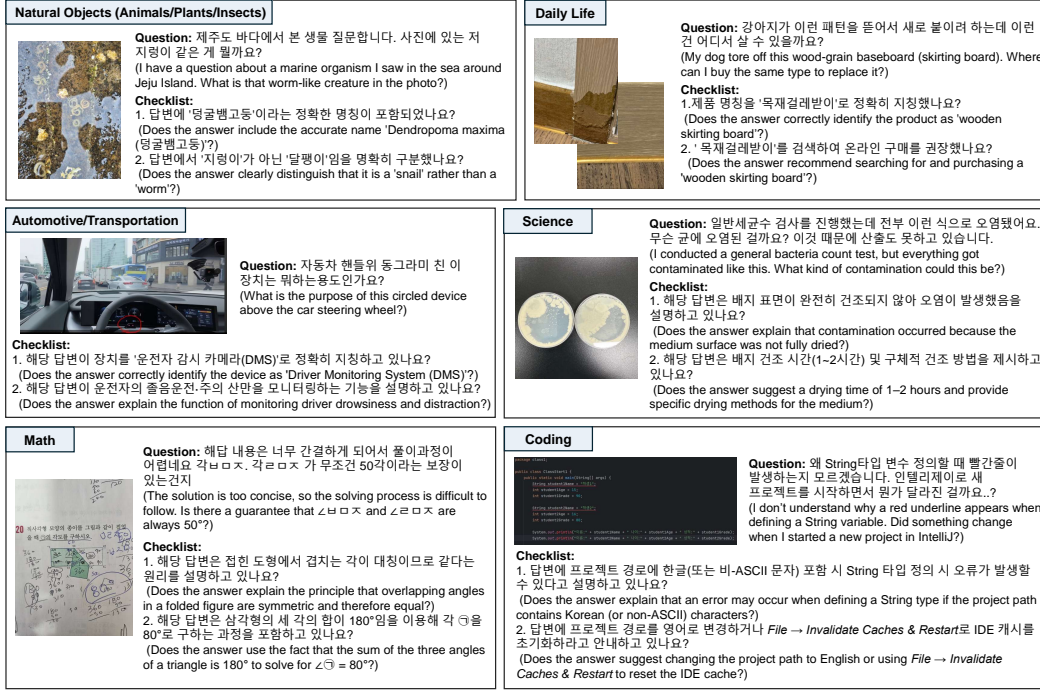 Natural Objects (Animals/Plants/Insects)
Question: 제주도 바다에서 본 생물 질문합니다. 사진에 있는 저
지렁이 같은 게 뭘까요?
(I have a question about a marine organism I saw in the sea around
Jeju Island. What is that worm-like creature in the photo?)
Checklist:
1. 답변에 '덩굴뱀고둥'이라는 정확한 명칭이 포함되었나요?
(Does the answer include the accurate name 'Dendropoma maxima
(덩굴뱀고둥)'?)
2. 답변에서 '지렁이'가 아닌 '달팽이'임을 명확히 구분했나요?
(Does the answer clearly distinguish that it is a 'snail' rather than a
'worm'?)
Daily Life
Question: 강아지가 이런 패턴을 뜯어서 새로 붙이려 하는데 이런
건 어디서 살 수 있을까요?
(My dog tore off this wood-grain baseboard (skirting board). Where
can I buy the same type to replace it?)
Checklist:
1.제품 명칭을 '목재걸레받이'로 정확히 지칭했나요?
(Does the answer correctly identify the product as 'wooden
skirting board'?)
2. ' 목재걸레받이'를 검색하여 온라인 구매를 권장했나요?
(Does the answer recommend searching for and purchasing a
'wooden skirting board'?)
Automotive/Transportation
Question: 자동차 핸들위 동그라미 친 이
장치는 뭐하는용도인가요?
(What is the purpose of this circled device
above the car steering wheel?)
Checklist:
1. 해당 답변이 장치를 '운전자 감시 카메라(DMS)'로 정확히 지칭하고 있나요?
(Does the answer correctly identify the device as 'Driver Monitoring System (DMS)'?)
2. 해당 답변이 운전자의 졸음운전·주의 산만을 모니터링하는 기능을 설명하고 있나요?
(Does the answer explain the function of monitoring driver drowsiness and distraction?)
Science
Question: 일반세균수 검사를 진행했는데 전부 이런 식으로 오염됐어요.
무슨 균에 오염된 걸까요? 이것 때문에 산출도 못하고 있습니다.
(I conducted a general bacteria count test, but everything got
contaminated like this. What kind of contamination could this be?)
Checklist:
1. 해당 답변은 배지 표면이 완전히 건조되지 않아 오염이 발생했음을
설명하고 있나요?
(Does the answer explain that contamination occurred because the
medium surface was not fully dried?)
2. 해당 답변은 배지 건조 시간(1~2시간) 및 구체적 건조 방법을 제시하고
있나요?
(Does the answer suggest a drying time of 1–2 hours and provide
specific drying methods for the medium?)
Math
Question: 해답 내용은 너무 간결하게 되어서 풀이과정이
어렵네요 각ㅂㅁㅈ. 각ㄹㅁㅈ 가 무조건 50각이라는 보장이
있는건지
(The solution is too concise, so the solving process is difficult to
follow. Is there a guarantee that ∠ㅂㅁㅈ and ∠ㄹㅁㅈ are
always 50°?)
Checklist:
1. 해당 답변은 접힌 도형에서 겹치는 각이 대칭이므로 같다는
원리를 설명하고 있나요?
(Does the answer explain the principle that overlapping angles
in a folded figure are symmetric and therefore equal?)
2. 해당 답변은 삼각형의 세 각의 합이 180°임을 이용해 각 ㉠을
80°로 구하는 과정을 포함하고 있나요?
(Does the answer use the fact that the sum of the three angles
of a triangle is 180° to solve for ∠㉠ = 80°?)
Coding
Question: 왜 String타입 변수 정의할 때 빨간줄이
발생하는지 모르겠습니다. 인텔리제이로 새
프로젝트를 시작하면서 뭔가 달라진 걸까요..?
(I don't understand why a red underline appears when
defining a String variable. Did something change
when I started a new project in IntelliJ?)
Checklist:
1. 답변에 프로젝트 경로에 한글(또는 비-ASCII 문자) 포함 시 String 타입 정의 시 오류가 발생할
수 있다고 설명하고 있나요?
(Does the answer explain that an error may occur when defining a String type if the project path
contains Korean (or non-ASCII) characters?)
2. 답변에 프로젝트 경로를 영어로 변경하거나 File → Invalidate Caches & Restart로 IDE 캐시를
초기화하라고 안내하고 있나요?
(Does the answer suggest changing the project path to English or using File → Invalidate
Caches & Restart to reset the IDE cache?)